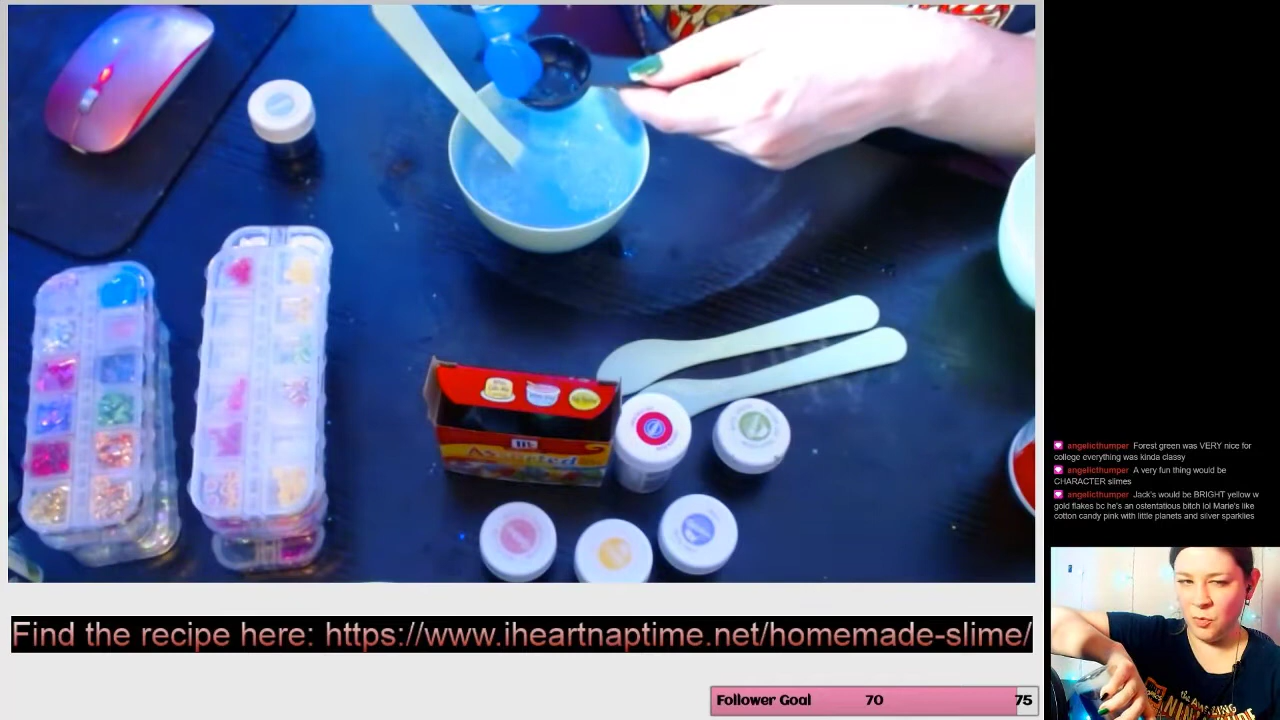 Assorted
angelicthumper Forest green was VERY nice for
college everything was kinda classy
angelicthumper A very fun thing would be
CHARACTER slimes
angelicthumper Jack's would be BRIGHT yellow w
gold flakes bc he's an ostentatious bitch lol Marie's like
cotton candy pink with little planets and silver sparklies
Find the recipe here: https://www.iheartnaptime.net/homemade-slime/
Follower Goal 70 75